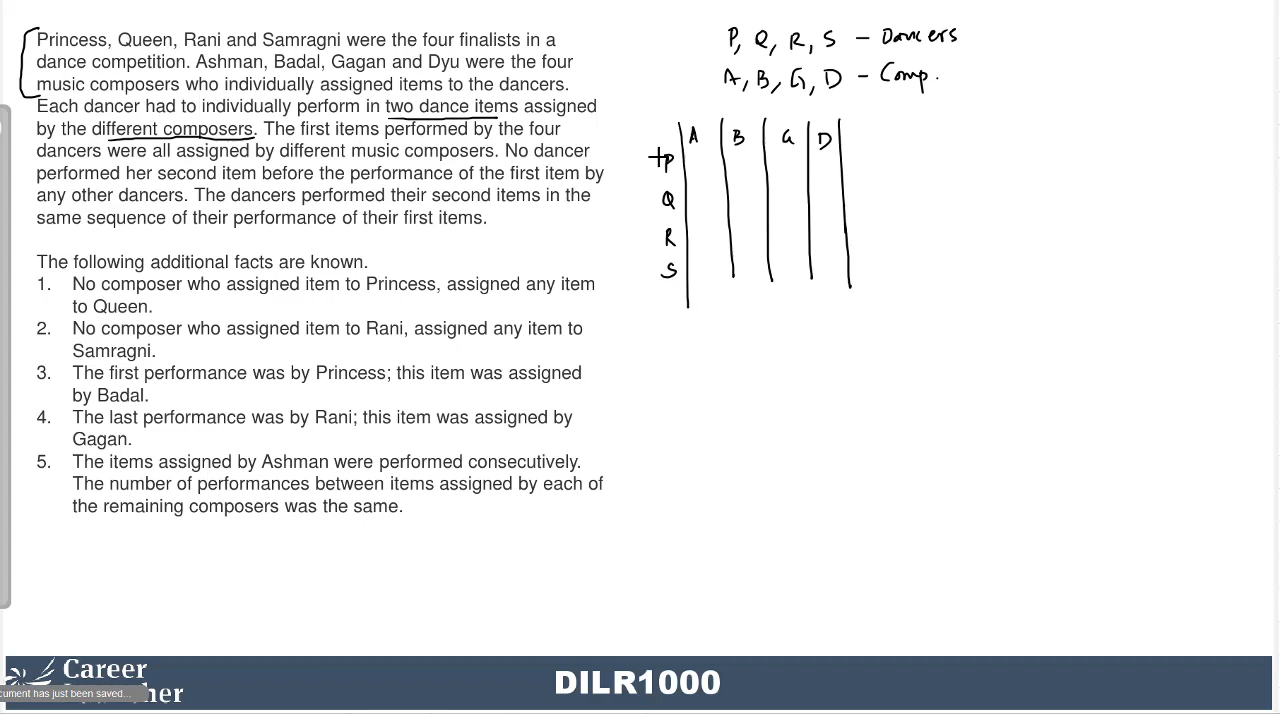 Princess, Queen, Rani and Samragni were the four finalists in a
dance competition. Ashman, Badal, Gagan and Dyu were the four
music composers who individually assigned items to the dancers.
Each dancer had to individually perform in two dance items assigned
by the different composers. The first items performed by the four
dancers were all assigned by different music composers. No dancer
performed her second item before the performance of the first item by
any other dancers. The dancers performed their second items in the
same sequence of their performance of their first items.
The following additional facts are known.
1. No composer who assigned item to Princess, assigned any item
to Queen.
2. No composer who assigned item to Rani, assigned any item to
Samragni.
3. The first performance was by Princess; this item was assigned
by Badal.
4. The last performance was by Rani; this item was assigned by
Gagan.
5. The items assigned by Ashman were performed consecutively.
The number of performances between items assigned by each of
the remaining composers was the same.
P, Q, R, S – Dancers
A, B, G, D – Comp.
A B G D
P
Q
R
S
Career
cument has just been saved...
her
DILR1000